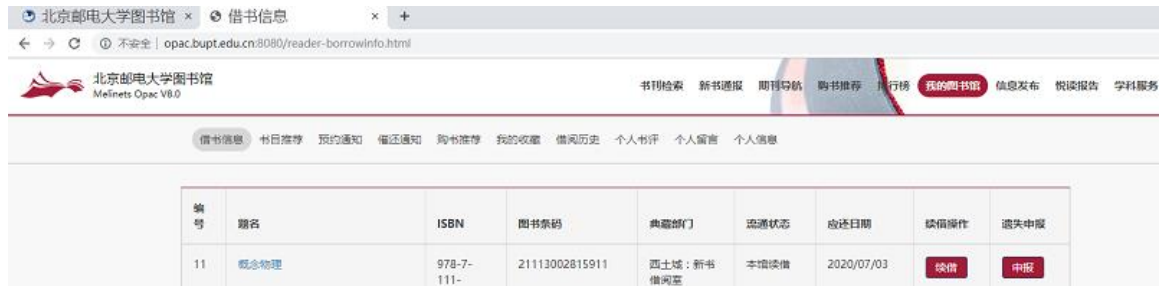 北京邮电大学图书馆 × 借书信息 × +
不安全 | opac.bupt.edu.cn:8080/reader-borrowinfo.html
北京邮电大学图书馆
Melinets Opac V8.0
书刊检索 新书通报 期刊导航 购书推荐 排行榜 我的图书馆 信息发布 悦读报告 学科服务
借书信息 书目推荐 预约通知 催还通知 购书推荐 我的收藏 借阅历史 个人书评 个人留言 个人信息
编号 题名 ISBN 图书条码 典藏部门 流通状态 应还日期 续借操作 遗失申报
11 概念物理 978-7-111- 21113002815911 西土城：新书借阅室 本馆续借 2020/07/03 续借 申报